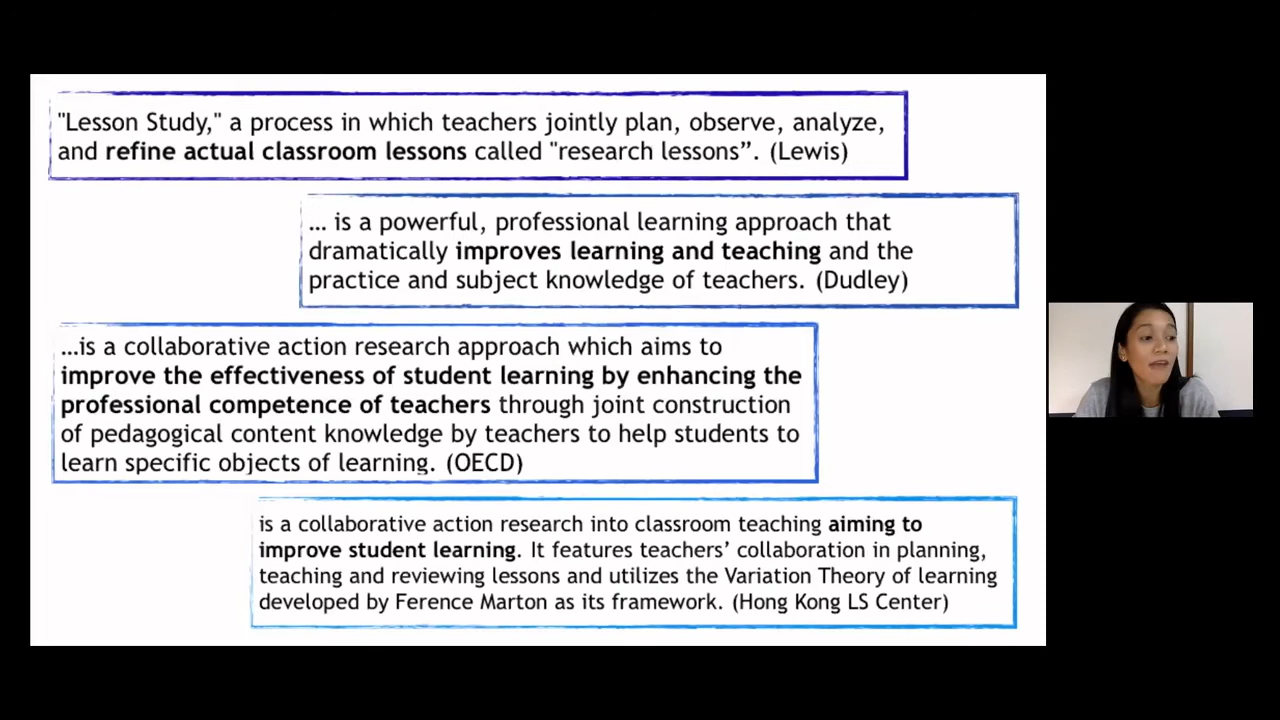 "Lesson Study," a process in which teachers jointly plan, observe, analyze,
and refine actual classroom lessons called "research lessons”. (Lewis)
… is a powerful, professional learning approach that
dramatically improves learning and teaching and the
practice and subject knowledge of teachers. (Dudley)
…is a collaborative action research approach which aims to
improve the effectiveness of student learning by enhancing the
professional competence of teachers through joint construction
of pedagogical content knowledge by teachers to help students to
learn specific objects of learning. (OECD)
is a collaborative action research into classroom teaching aiming to
improve student learning. It features teachers’ collaboration in planning,
teaching and reviewing lessons and utilizes the Variation Theory of learning
developed by Ference Marton as its framework. (Hong Kong LS Center)